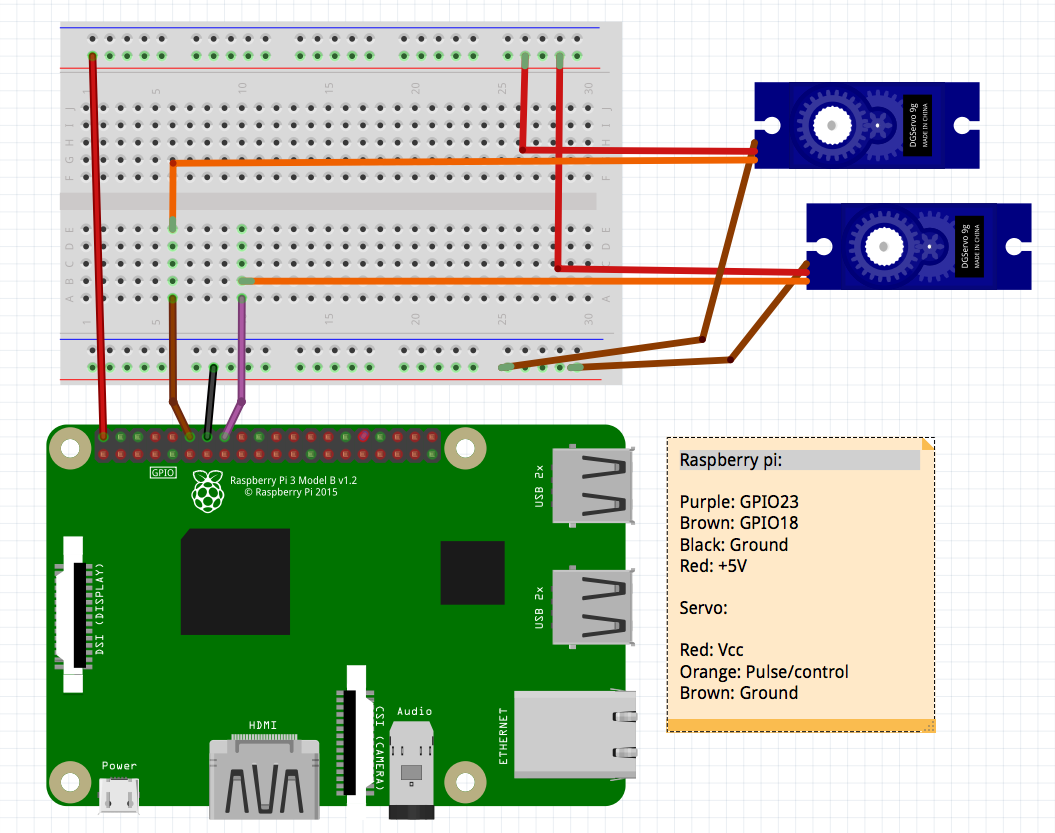 1 5 10 15 20 25 30
J J
I I
H H
G G
F F
E E
D D
C C
B B
A A
1 5 10 15 20 25 30
DGServo 9g
MADE IN CHINA
DGServo 9g
MADE IN CHINA
GPIO
Raspberry Pi 3 Model B v1.2
© Raspberry Pi 2015
USB 2x
USB 2x
DSI (DISPLAY)
CSI (CAMERA)
Audio
ETHERNET
HDMI
Power
Raspberry pi:
Purple: GPIO23
Brown: GPIO18
Black: Ground
Red: +5V
Servo:
Red: Vcc
Orange: Pulse/control
Brown: Ground